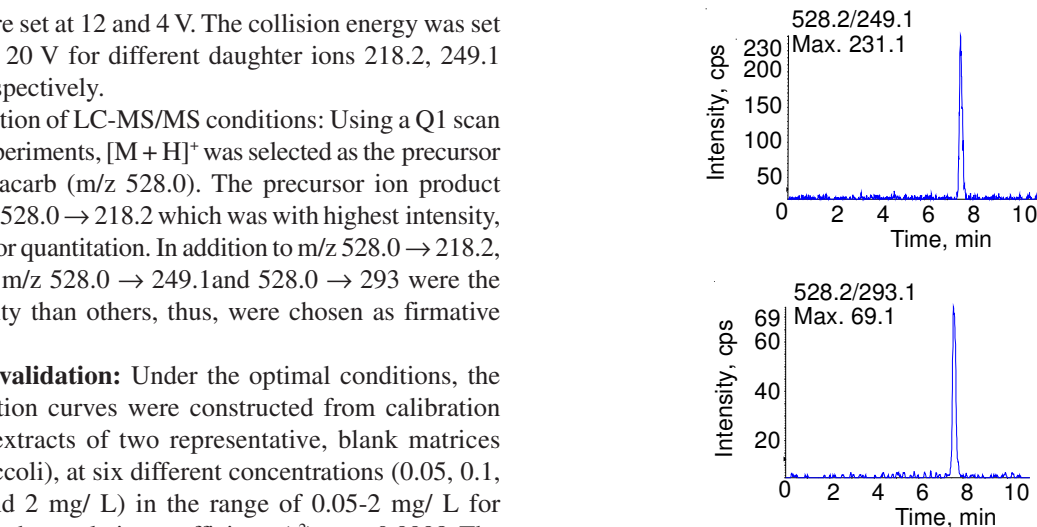 re set at 12 and 4 V. The collision energy was set
20 V for different daughter ions 218.2, 249.1
spectively.
tion of LC-MS/MS conditions: Using a Q1 scan
periments, [M + H]⁺ was selected as the precursor
acarb (m/z 528.0). The precursor ion product
528.0 → 218.2 which was with highest intensity,
or quantitation. In addition to m/z 528.0 → 218.2,
m/z 528.0 → 249.1and 528.0 → 293 were the
ty than others, thus, were chosen as firmative
validation: Under the optimal conditions, the
tion curves were constructed from calibration
extracts of two representative, blank matrices
ccoli), at six different concentrations (0.05, 0.1,
nd 2 mg/ L) in the range of 0.05-2 mg/ L for
528.2/249.1
Max. 231.1
Intensity, cps
230
200
150
100
50
0 2 4 6 8 10
Time, min
528.2/293.1
Max. 69.1
Intensity, cps
69
60
40
20
0 2 4 6 8 10
Time, min